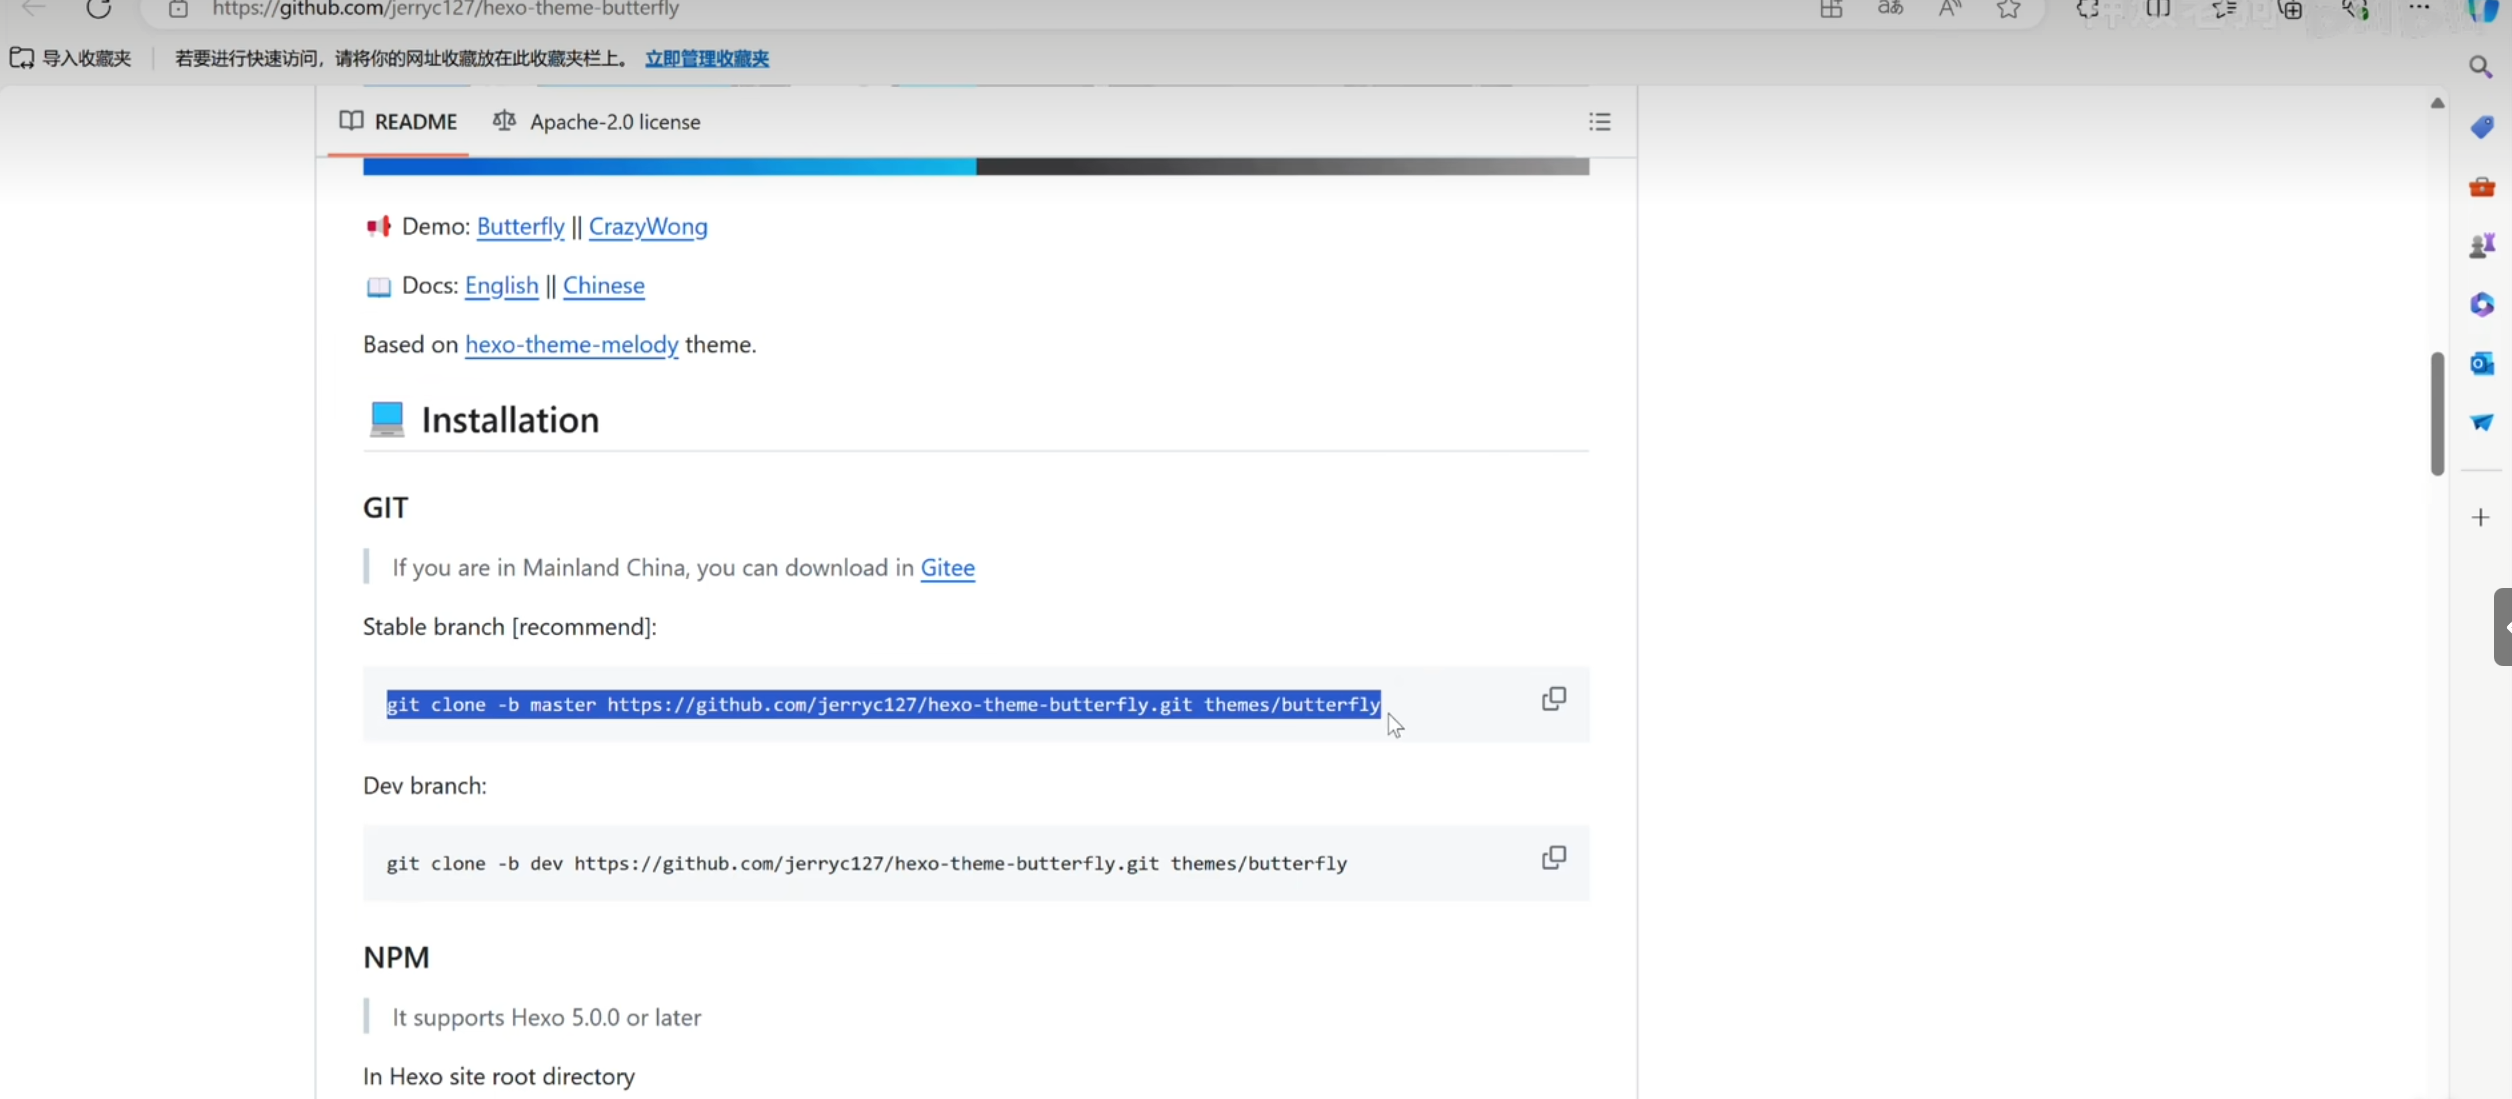 https://github.com/jerryc127/hexo-theme-butterfly
导入收藏夹 若要进行快速访问，请将你的网址收藏放在此收藏夹栏上。 立即管理收藏夹
README Apache-2.0 license
Demo: Butterfly || CrazyWong
Docs: English || Chinese
Based on hexo-theme-melody theme.
Installation
GIT
If you are in Mainland China, you can download in Gitee
Stable branch [recommend]:
git clone -b master https://github.com/jerryc127/hexo-theme-butterfly.git themes/butterfly
Dev branch:
git clone -b dev https://github.com/jerryc127/hexo-theme-butterfly.git themes/butterfly
NPM
It supports Hexo 5.0.0 or later
In Hexo site root directory